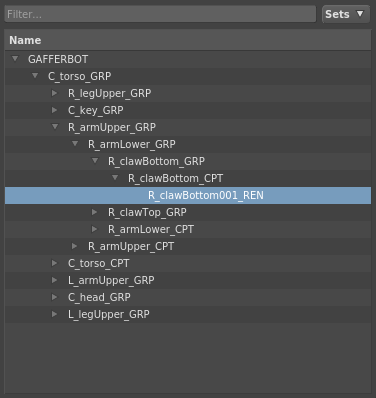 Filter...
Sets
Name
GAFFERBOT
C_torso_GRP
R_legUpper_GRP
C_key_GRP
R_armUpper_GRP
R_armLower_GRP
R_clawBottom_GRP
R_clawBottom_CPT
R_clawBottom001_REN
R_clawTop_GRP
R_armLower_CPT
R_armUpper_CPT
C_torso_CPT
L_armUpper_GRP
C_head_GRP
L_legUpper_GRP